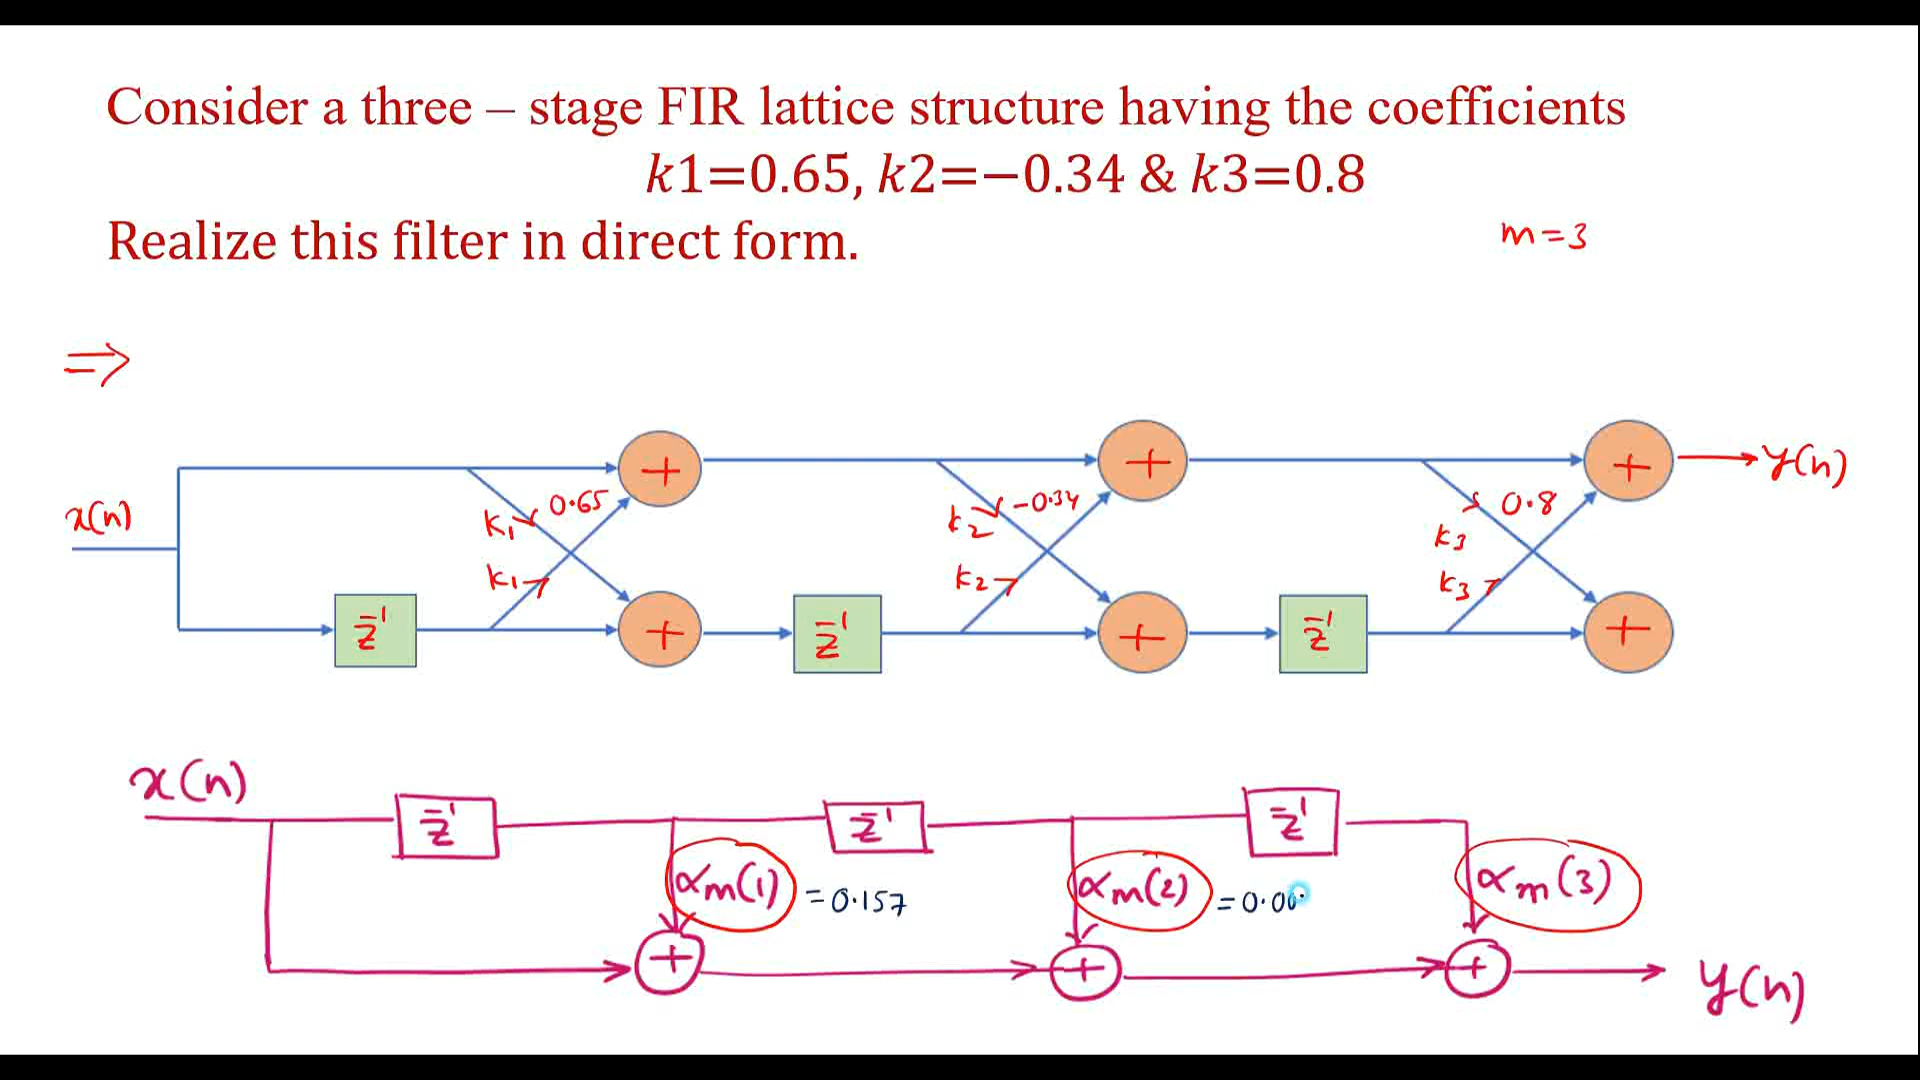 Consider a three – stage FIR lattice structure having the coefficients
k1=0.65, k2=−0.34 & k3=0.8
Realize this filter in direct form.
m=3
⇒
x(n)
+
+
+
y(n)
k₁ 0.65
k₂ -0.34
k₃ 0.8
k₁
k₂
k₃
z⁻¹
+
z⁻¹
+
z⁻¹
+
x(n)
z⁻¹
z⁻¹
z⁻¹
αm(1) =0.157
αm(2) =0.00
αm(3)
+
+
+
y(n)